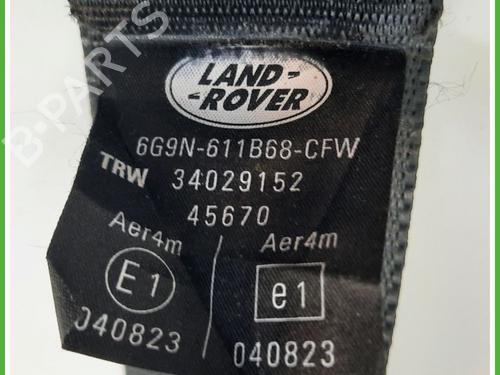 LAND-
-ROVER
6G9N-611B68-CFW
TRW 34029152
45670
Aer4m Aer4m
E1 e1
040823 040823
B-PARTS